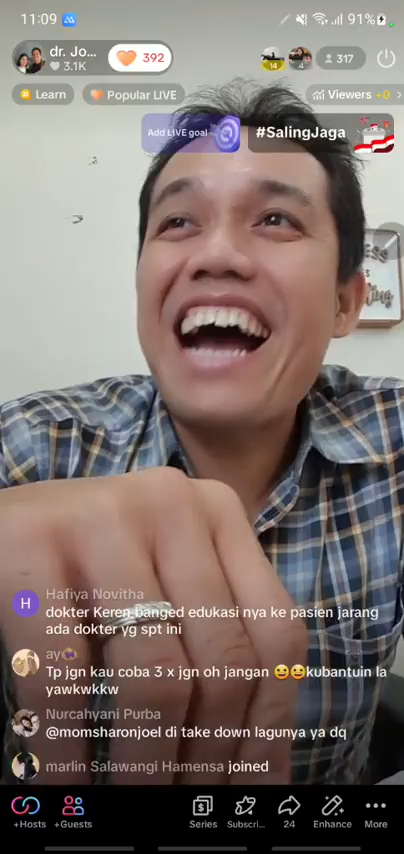 11:09
91%
dr. Jo...
3.1K
392
14
4
317
Learn
Popular LIVE
Viewers +0
Add LIVE goal
#SalingJaga
Hafiya Novitha
dokter Keren banged edukasi nya ke pasien jarang
ada dokter yg spt ini
ay
Tp jgn kau coba 3 x jgn oh jangan 😆😆kubantuin la
yawkwkkw
Nurcahyani Purba
@momsharonjoel di take down lagunya ya dq
marlin Salawangi Hamensa joined
+Hosts
+Guests
Series
Subscri...
24
Enhance
More